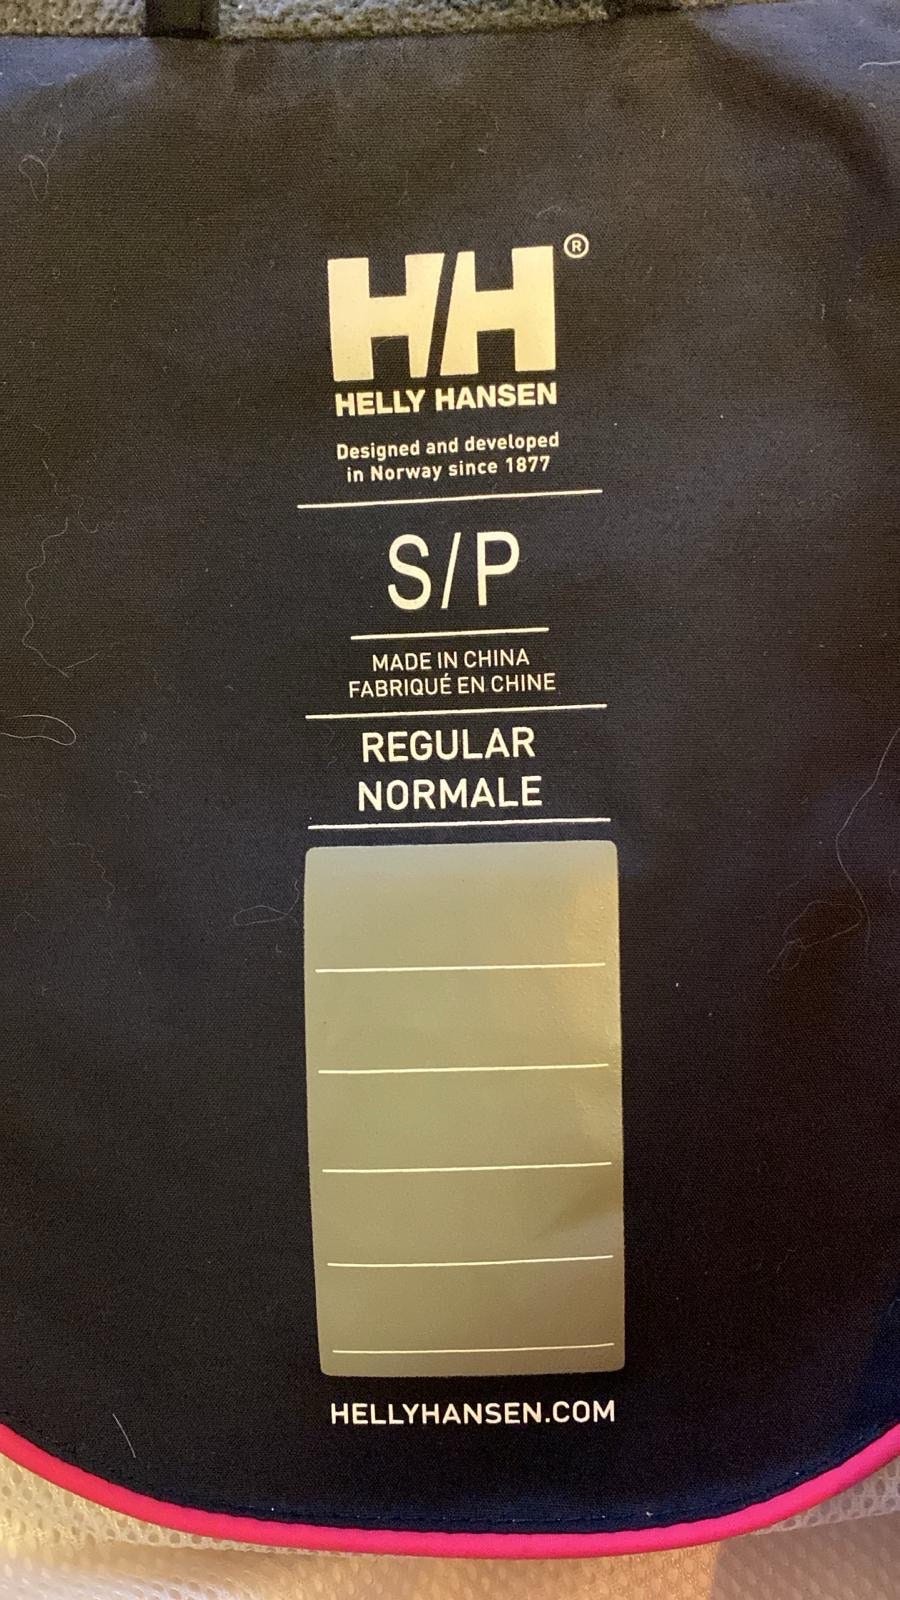 HH®
HELLY HANSEN
Designed and developed
in Norway since 1877
S/P
MADE IN CHINA
FABRIQUÉ EN CHINE
REGULAR
NORMALE
HELLYHANSEN.COM